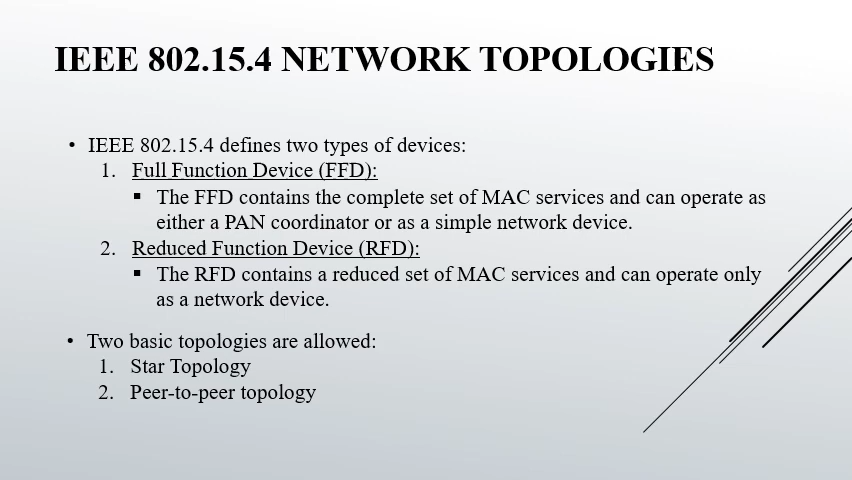 IEEE 802.15.4 NETWORK TOPOLOGIES
• IEEE 802.15.4 defines two types of devices:
1. Full Function Device (FFD):
▪ The FFD contains the complete set of MAC services and can operate as
either a PAN coordinator or as a simple network device.
2. Reduced Function Device (RFD):
▪ The RFD contains a reduced set of MAC services and can operate only
as a network device.
• Two basic topologies are allowed:
1. Star Topology
2. Peer-to-peer topology